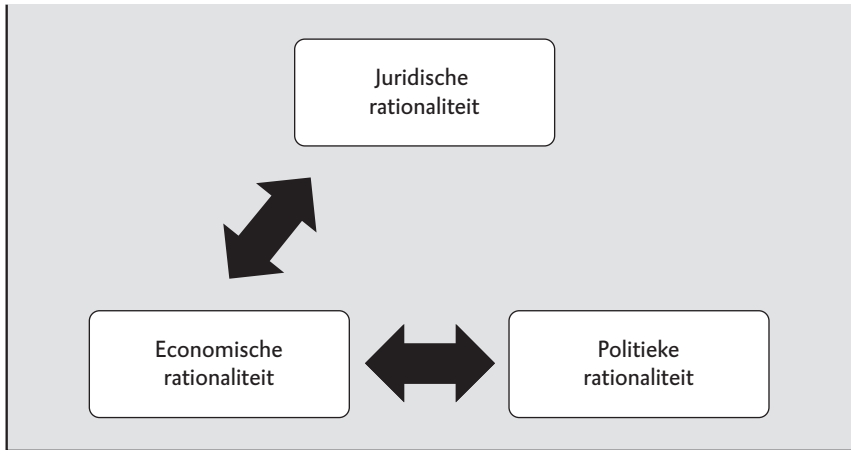 Juridische
rationaliteit
Economische
rationaliteit
Politieke
rationaliteit